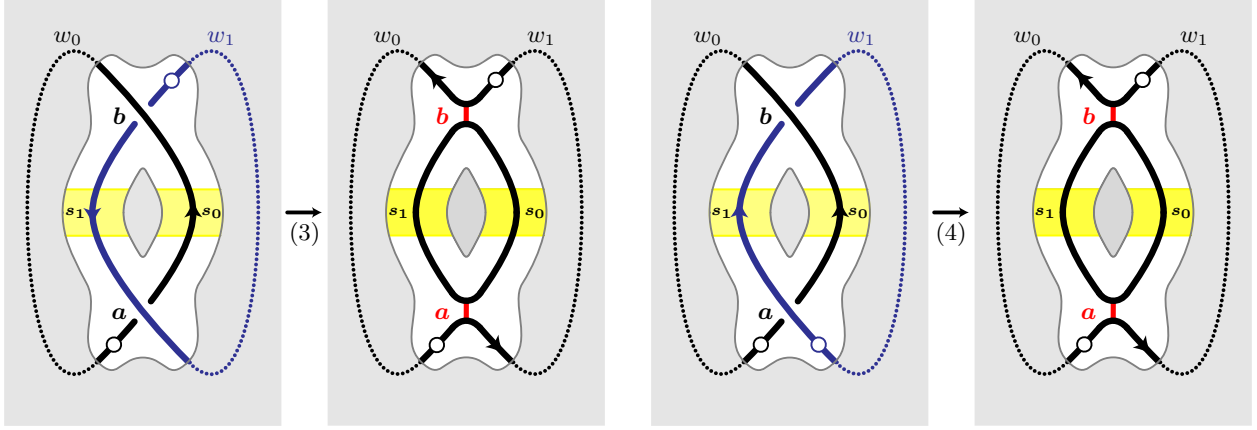 w₀ w₁ w₀ w₁ w₀ w₁ w₀ w₁
b b b b
s₁ s₀ s₁ s₀ s₁ s₀ s₁ s₀
(3) (4)
a a a a